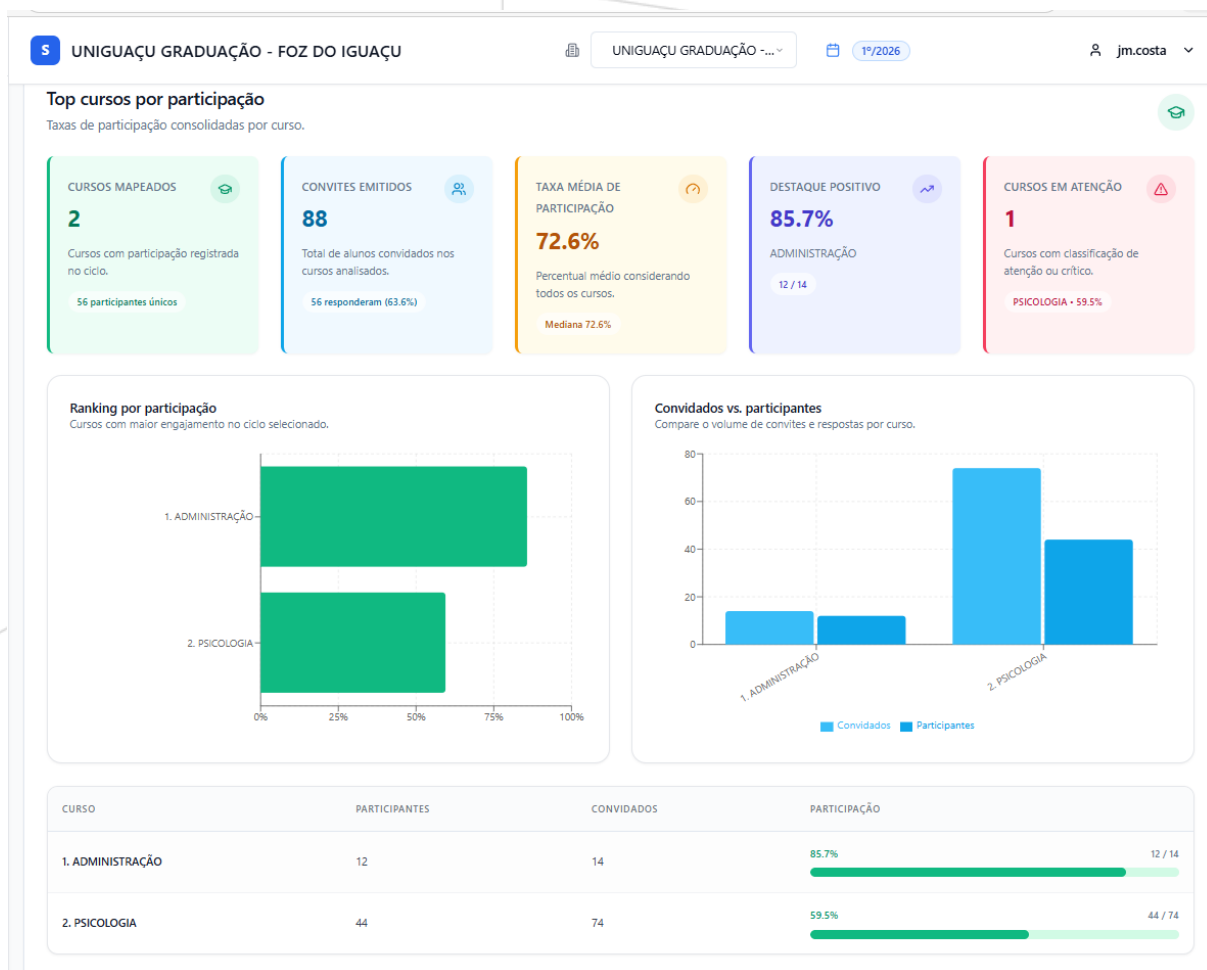 S UNIGUAÇU GRADUAÇÃO - FOZ DO IGUAÇU
UNIGUAÇU GRADUAÇÃO -...
1º/2026
jm.costa
Top cursos por participação
Taxas de participação consolidadas por curso.
CURSOS MAPEADOS
2
Cursos com participação registrada
no ciclo.
56 participantes únicos
CONVITES EMITIDOS
88
Total de alunos convidados nos
cursos analisados.
56 responderam (63.6%)
TAXA MÉDIA DE
PARTICIPAÇÃO
72.6%
Percentual médio considerando
todos os cursos.
Mediana 72.6%
DESTAQUE POSITIVO
85.7%
ADMINISTRAÇÃO
12 / 14
CURSOS EM ATENÇÃO
1
Cursos com classificação de
atenção ou crítico.
PSICOLOGIA • 59.5%
Ranking por participação
Cursos com maior engajamento no ciclo selecionado.
1. ADMINISTRAÇÃO
2. PSICOLOGIA
0% 25% 50% 75% 100%
Convidados vs. participantes
Compare o volume de convites e respostas por curso.
80
60
40
20
0
1. ADMINISTRAÇÃO
2. PSICOLOGIA
Convidados Participantes
CURSO PARTICIPANTES CONVIDADOS PARTICIPAÇÃO
1. ADMINISTRAÇÃO 12 14 85.7% 12 / 14
2. PSICOLOGIA 44 74 59.5% 44 / 74